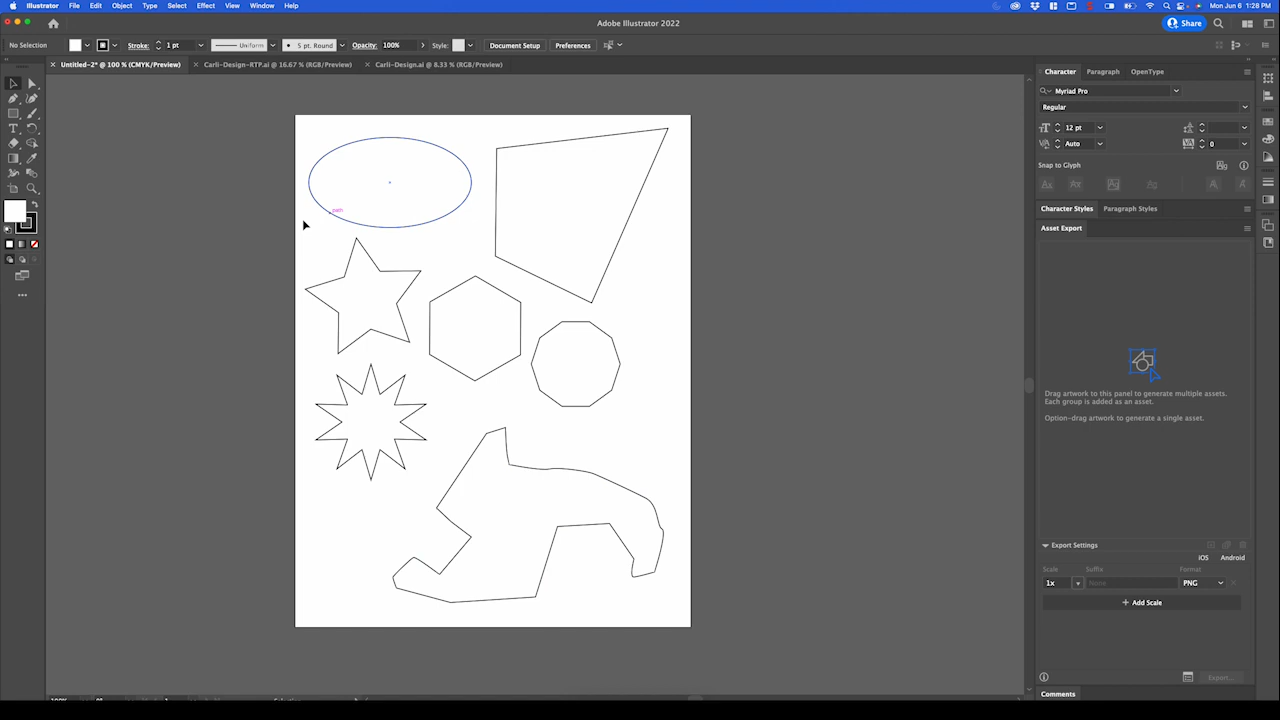 Illustrator File Edit Object Type Select Effect View Window Help Mon Jun 6 1:28 PM
Adobe Illustrator 2022 Share
No Selection Stroke: 1 pt Uniform 5 pt. Round Opacity: 100% Style: Document Setup Preferences
× Untitled-2* @ 100 % (CMYK/Preview) × Carli-Design-RTP.ai @ 16.67 % (RGB/Preview) × Carli-Design.ai @ 8.33 % (RGB/Preview)
Character Paragraph OpenType
Myriad Pro
Regular
12 pt
Auto 0
Snap to Glyph
Character Styles Paragraph Styles
Asset Export
path
Drag artwork to this panel to generate multiple assets.
Each group is added as an asset.
Option-drag artwork to generate a single asset.
Export Settings
iOS Android
Scale Suffix Format
1x None PNG
+ Add Scale
Export...
Comments